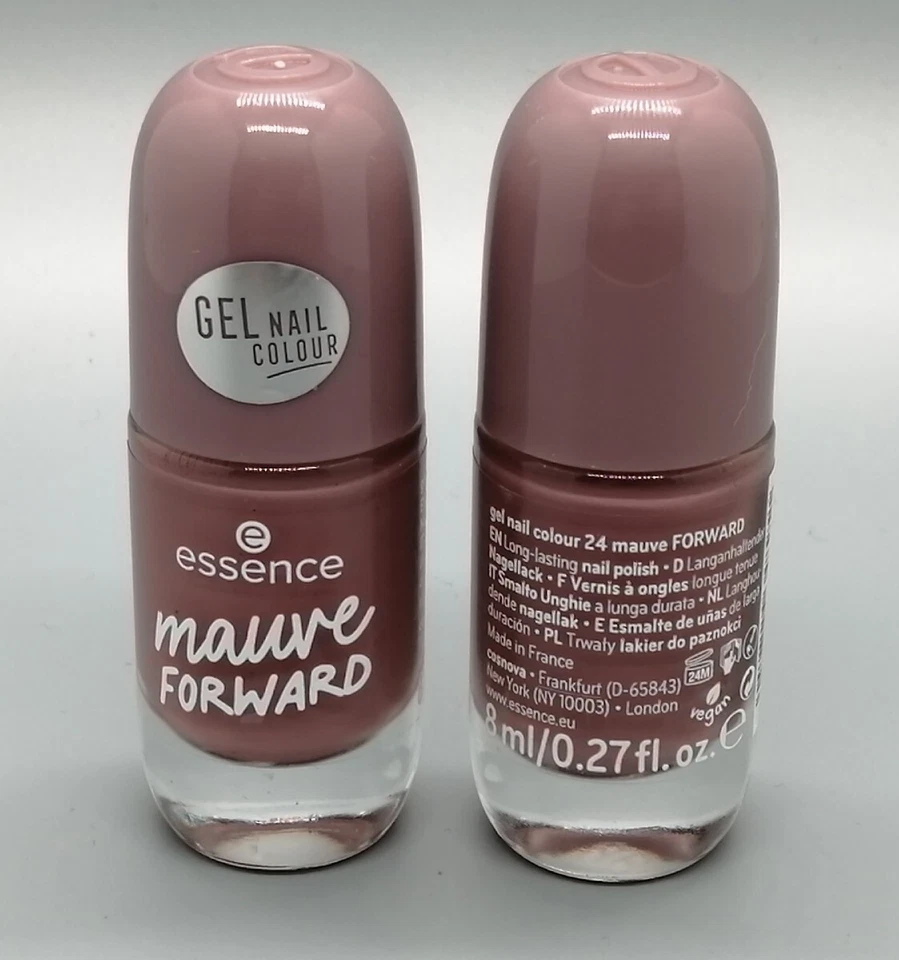 GEL NAIL
COLOUR
e
essence
mauve
FORWARD
gel nail colour 24 mauve FORWARD
EN Long-lasting nail polish • D Langanhaltender
Nagellack • F Vernis à ongles longue tenue
IT Smalto Unghie a lunga durata • NL Langhou-
dende nagellak • E Esmalte de uñas de larga
duración • PL Trwały lakier do paznokci
Made in France
cosnova • Frankfurt (D-65843)
New York (NY 10003) • London
www.essence.eu
24M
vegan
8 ml/0.27 fl. oz. e